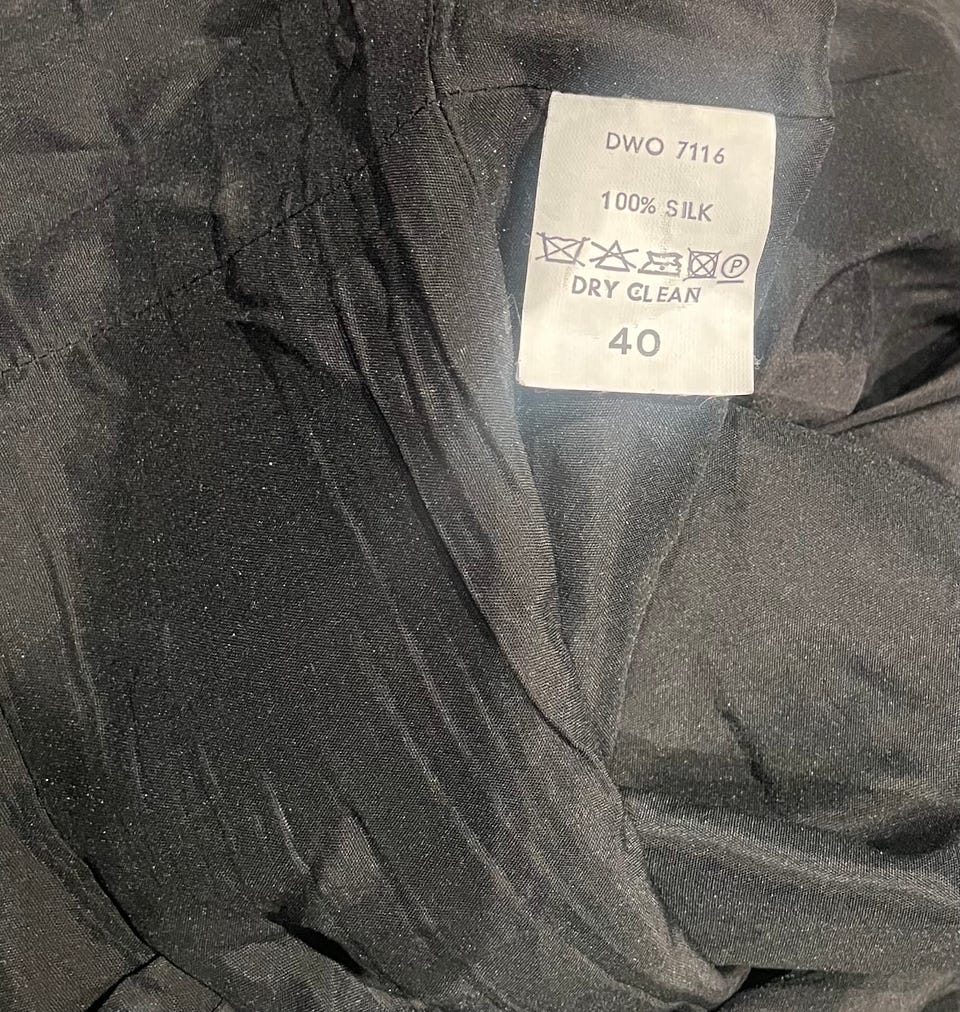 DWO 7116
100% SILK
P
DRY CLEAN
40